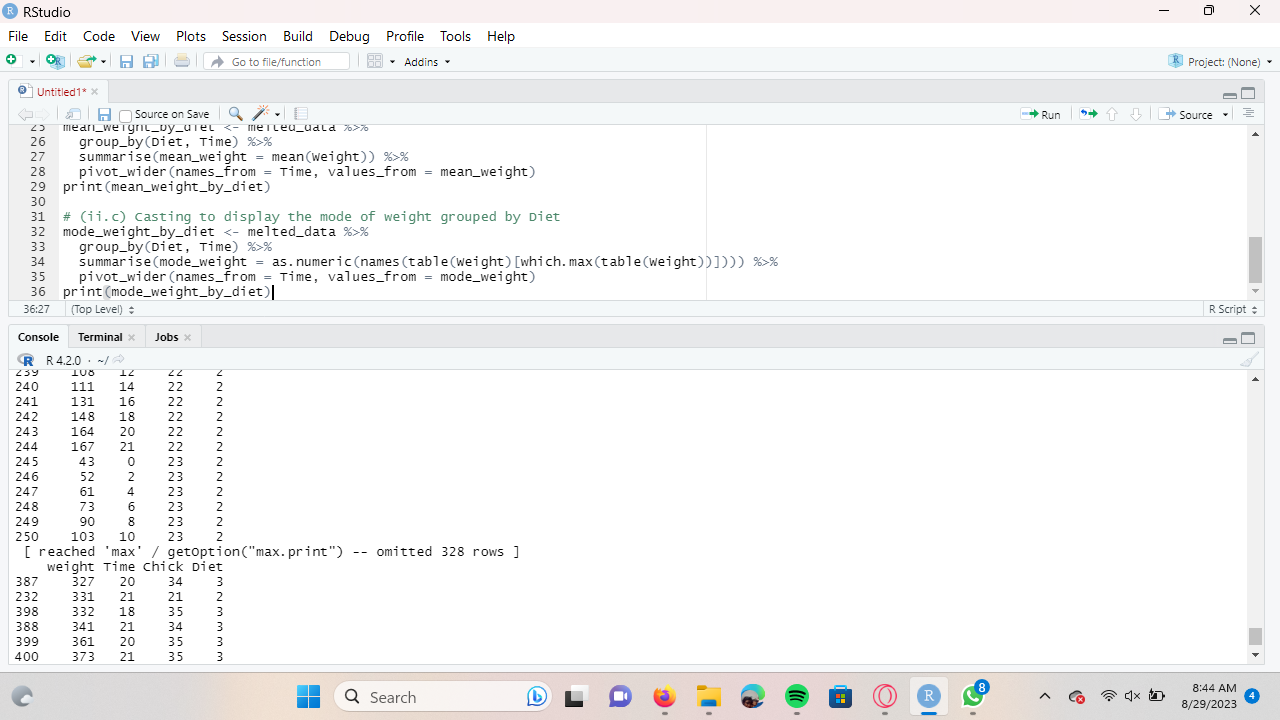 RStudio
File Edit Code View Plots Session Build Debug Profile Tools Help
Go to file/function Addins Project: (None)
Untitled1*
Source on Save Run Source
25 mean_weight_by_diet <- melted_data %>%
26 group_by(Diet, Time) %>%
27 summarise(mean_weight = mean(weight)) %>%
28 pivot_wider(names_from = Time, values_from = mean_weight)
29 print(mean_weight_by_diet)
30
31 # (ii.c) Casting to display the mode of weight grouped by Diet
32 mode_weight_by_diet <- melted_data %>%
33 group_by(Diet, Time) %>%
34 summarise(mode_weight = as.numeric(names(table(weight)[which.max(table(weight))]))) %>%
35 pivot_wider(names_from = Time, values_from = mode_weight)
36 print(mode_weight_by_diet)
36:27 (Top Level) R Script
Console Terminal Jobs
R 4.2.0 · ~/
239 108 12 22 2
240 111 14 22 2
241 131 16 22 2
242 148 18 22 2
243 164 20 22 2
244 167 21 22 2
245 43 0 23 2
246 52 2 23 2
247 61 4 23 2
248 73 6 23 2
249 90 8 23 2
250 103 10 23 2
[ reached 'max' / getOption("max.print") -- omitted 328 rows ]
weight Time Chick Diet
387 327 20 34 3
232 331 21 21 2
398 332 18 35 3
388 341 21 34 3
399 361 20 35 3
400 373 21 35 3
Search
8
8:44 AM
8/29/2023
4